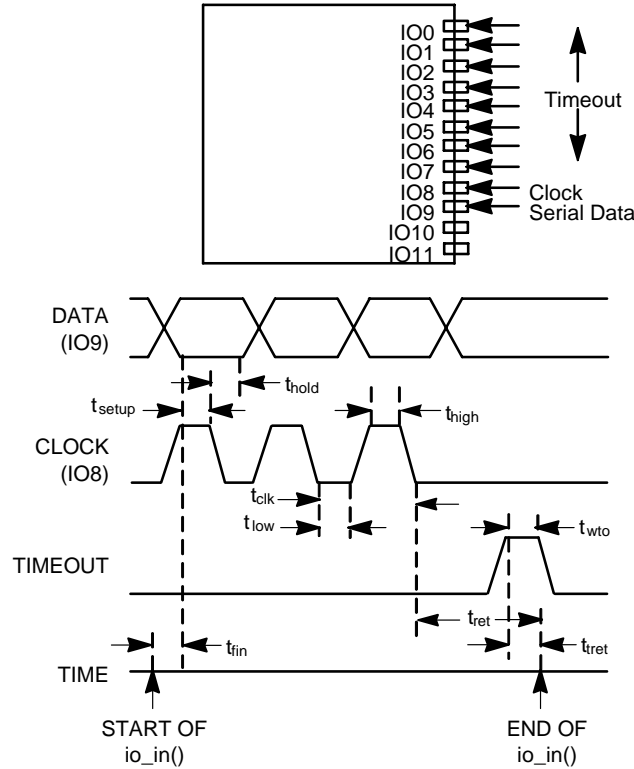 IO0
IO1
IO2
IO3
IO4
IO5
IO6
IO7
IO8
IO9
IO10
IO11
Timeout
Clock
Serial Data
DATA
(IO9)
tsetup
thold
thigh
CLOCK
(IO8)
tclk
tlow
twto
TIMEOUT
tret
tfin
ttret
TIME
START OF
io_in()
END OF
io_in()